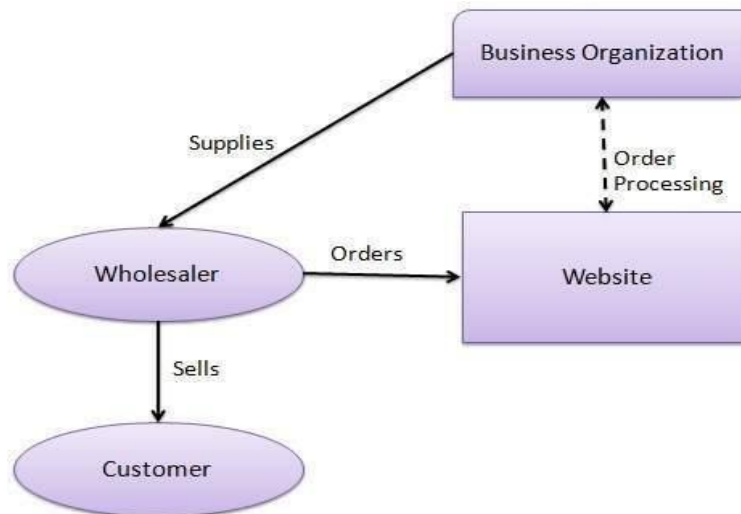 Business Organization
Supplies
Order
Processing
Wholesaler
Orders
Website
Sells
Customer